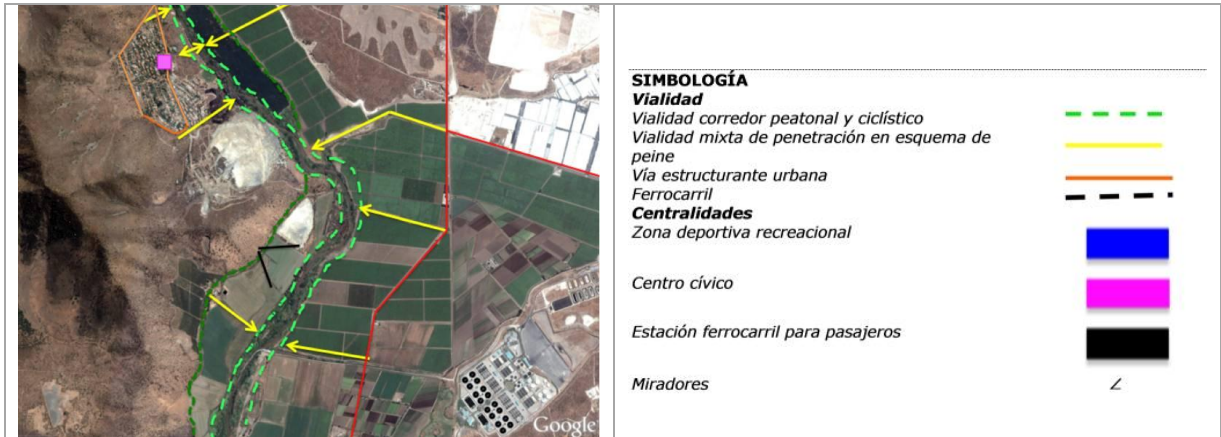 Google
SIMBOLOGÍA
Vialidad
Vialidad corredor peatonal y ciclístico
Vialidad mixta de penetración en esquema de
peine
Vía estructurante urbana
Ferrocarril
Centralidades
Zona deportiva recreacional
Centro cívico
Estación ferrocarril para pasajeros
Miradores